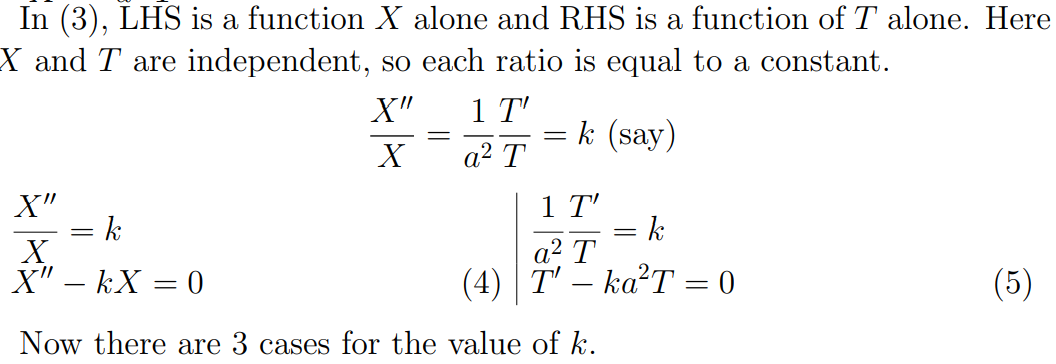 In (3), LHS is a function X alone and RHS is a function of T alone. Here
X and T are independent, so each ratio is equal to a constant.
X″/X = 1/a² T′/T = k (say)
X″/X = k
X″ − kX = 0 (4)
1/a² T′/T = k
T′ − ka²T = 0 (5)
Now there are 3 cases for the value of k.